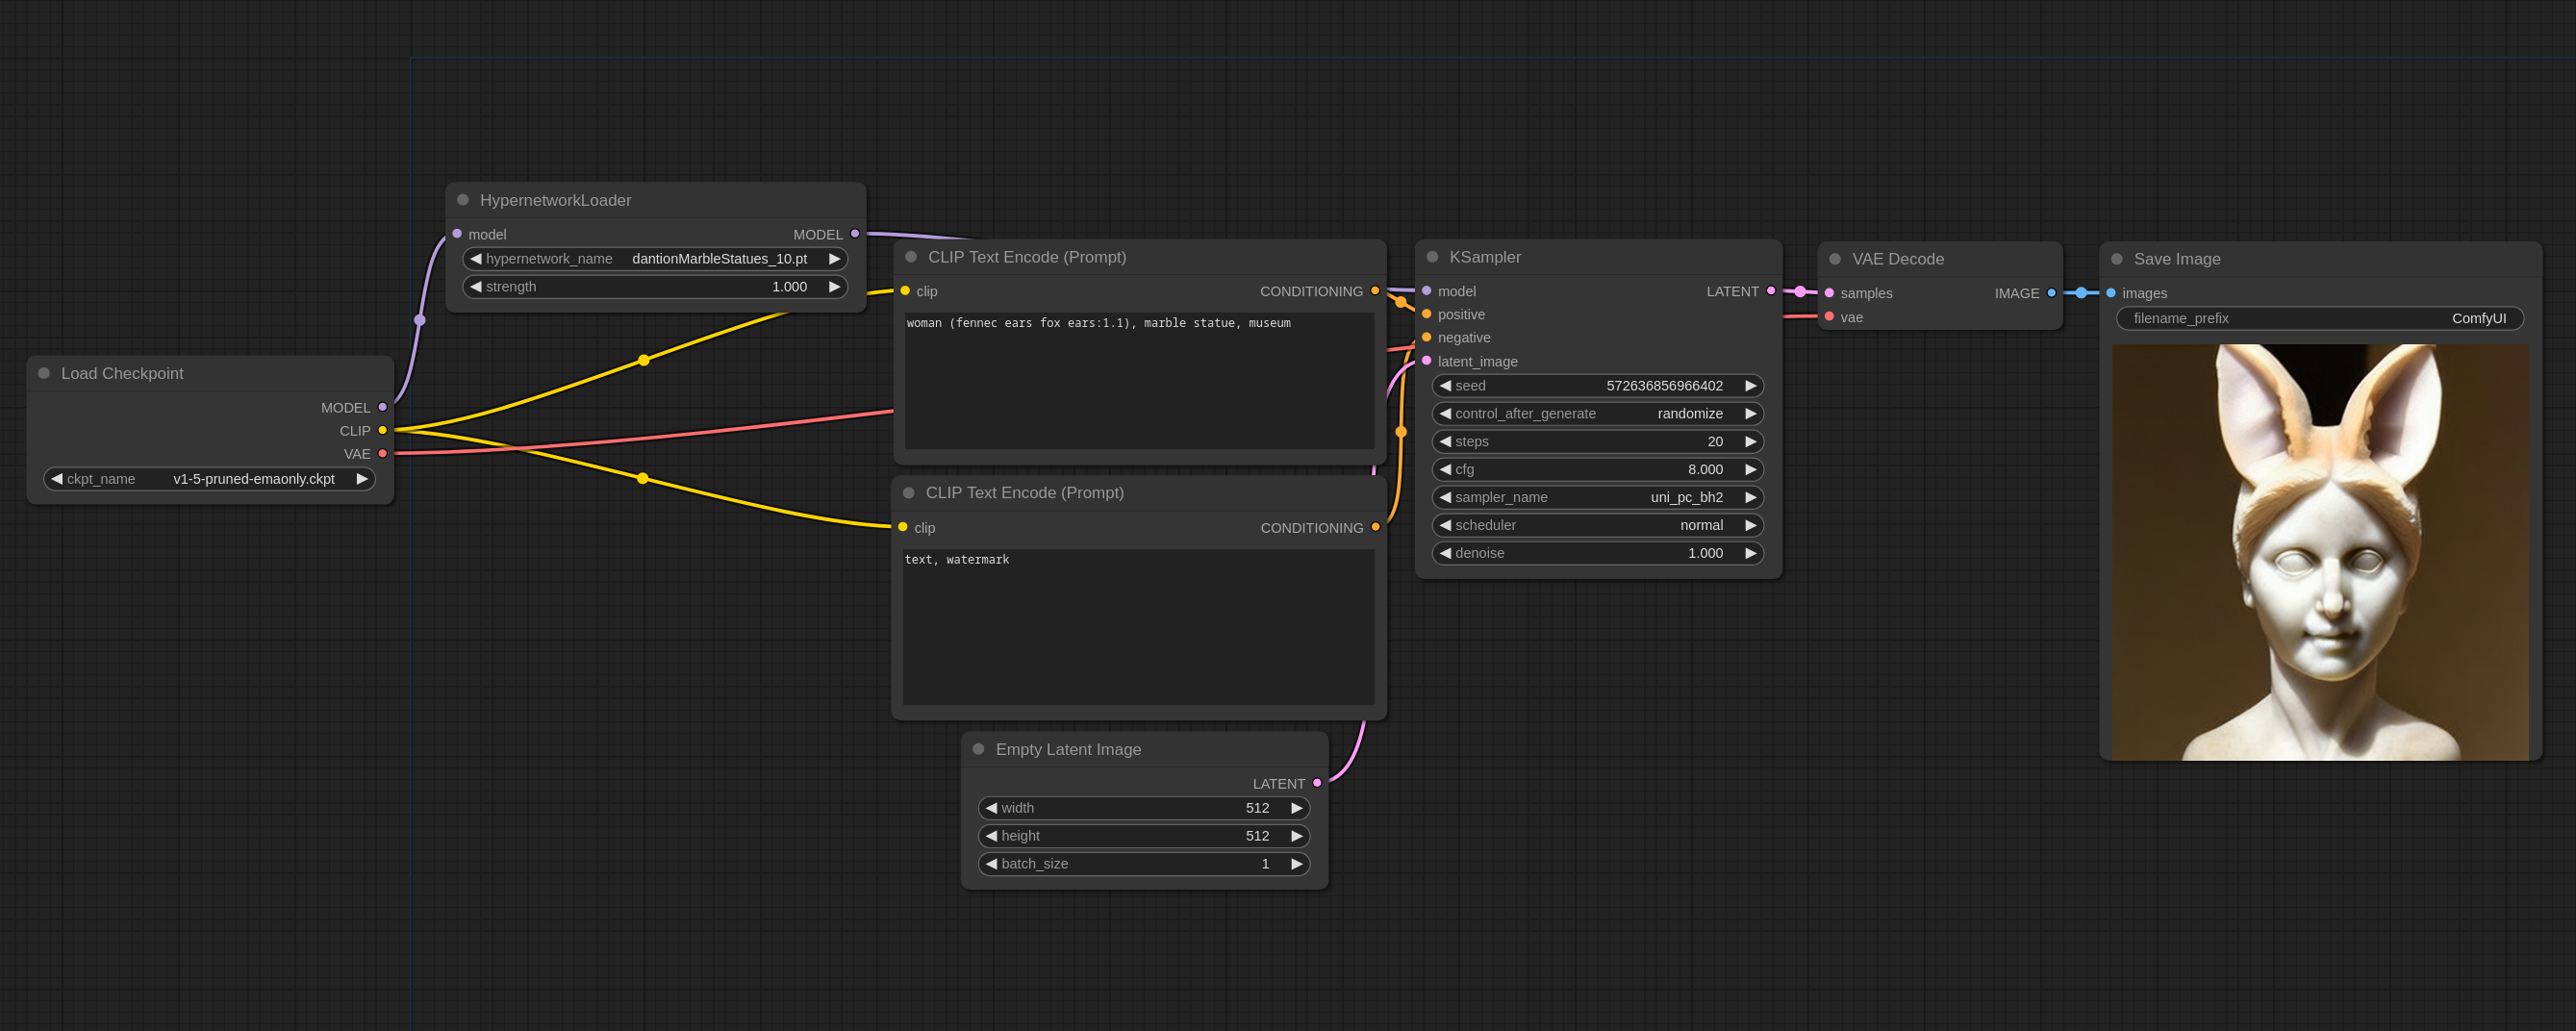 HypernetworkLoader
model MODEL
hypernetwork_name dantionMarbleStatues_10.pt
strength 1.000
Load Checkpoint
MODEL
CLIP
VAE
ckpt_name v1-5-pruned-emaonly.ckpt
CLIP Text Encode (Prompt)
clip CONDITIONING
woman (fennec ears fox ears:1.1), marble statue, museum
CLIP Text Encode (Prompt)
clip CONDITIONING
text, watermark
Empty Latent Image
LATENT
width 512
height 512
batch_size 1
KSampler
model LATENT
positive
negative
latent_image
seed 572636856966402
control_after_generate randomize
steps 20
cfg 8.000
sampler_name uni_pc_bh2
scheduler normal
denoise 1.000
VAE Decode
samples IMAGE
vae
Save Image
images
filename_prefix ComfyUI